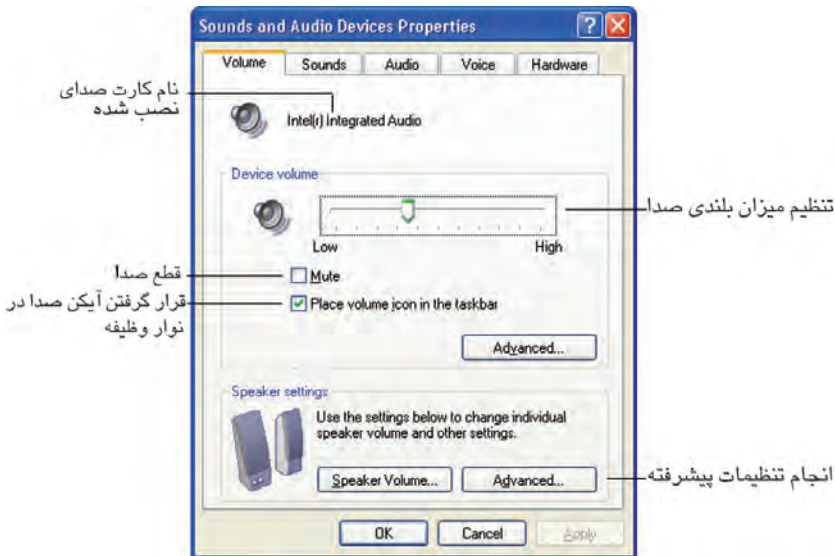 Sounds and Audio Devices Properties
Volume
Sounds
Audio
Voice
Hardware
نام کارت صدای
نصب شده
Intel(r) Integrated Audio
Device volume
تنظیم میزان بلندی صدا
Low
High
قطع صدا
Mute
قرار گرفتن آیکن صدا در
نوار وظیفه
Place volume icon in the taskbar
Advanced...
Speaker settings
Use the settings below to change individual
speaker volume and other settings.
Speaker Volume...
Advanced...
انجام تنظیمات پیشرفته
OK
Cancel
Apply